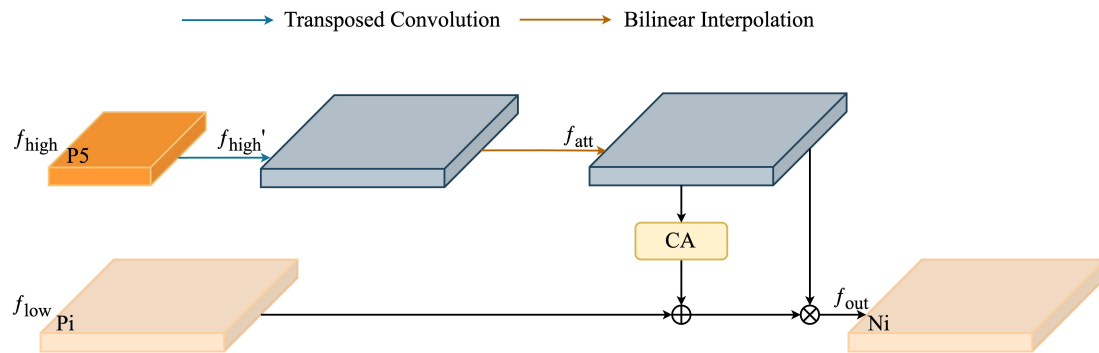 Transposed Convolution
Bilinear Interpolation
f_high
P5
f_high'
f_att
CA
f_low
Pi
f_out
Ni